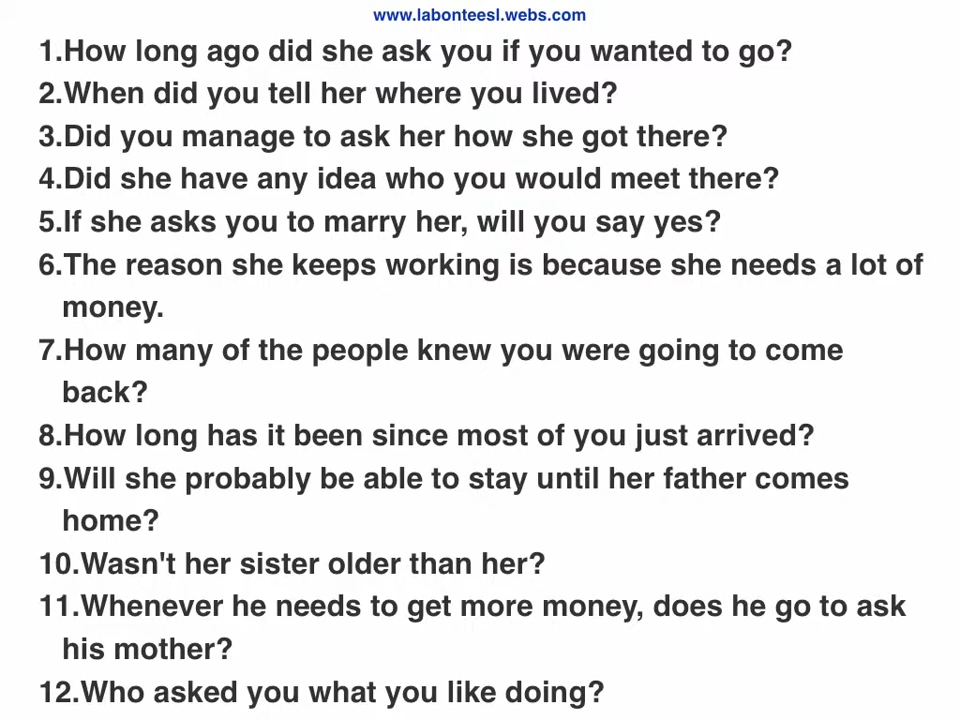 www.labonteesl.webs.com
1.How long ago did she ask you if you wanted to go?
2.When did you tell her where you lived?
3.Did you manage to ask her how she got there?
4.Did she have any idea who you would meet there?
5.If she asks you to marry her, will you say yes?
6.The reason she keeps working is because she needs a lot of
money.
7.How many of the people knew you were going to come
back?
8.How long has it been since most of you just arrived?
9.Will she probably be able to stay until her father comes
home?
10.Wasn't her sister older than her?
11.Whenever he needs to get more money, does he go to ask
his mother?
12.Who asked you what you like doing?